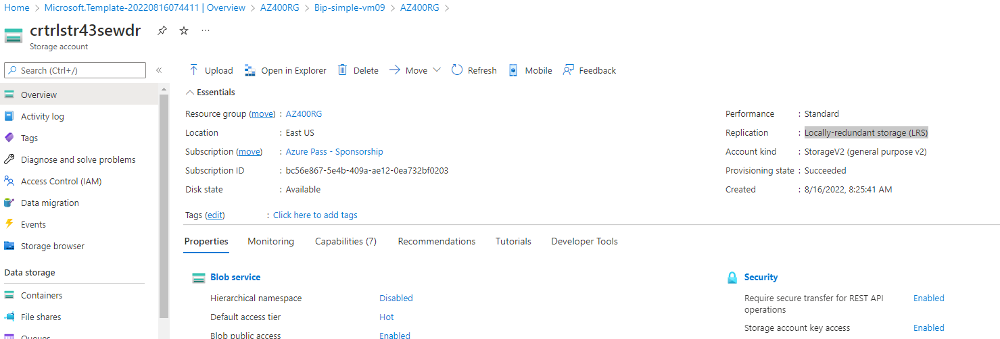 Home > Microsoft.Template-20220816074411 | Overview > AZ400RG > Bip-simple-vm09 > AZ400RG >
crtrlstr43sewdr ...
Storage account
Search (Ctrl+/) «
Upload Open in Explorer Delete Move Refresh Mobile Feedback
Overview
Activity log
Tags
Diagnose and solve problems
Access Control (IAM)
Data migration
Events
Storage browser
Data storage
Containers
File shares
Queues
Essentials
Resource group (move) : AZ400RG
Location : East US
Subscription (move) : Azure Pass - Sponsorship
Subscription ID : bc56e867-5e4b-409a-ae12-0ea732bf0203
Disk state : Available
Tags (edit) : Click here to add tags
Performance : Standard
Replication : Locally-redundant storage (LRS)
Account kind : StorageV2 (general purpose v2)
Provisioning state : Succeeded
Created : 8/16/2022, 8:25:41 AM
Properties Monitoring Capabilities (7) Recommendations Tutorials Developer Tools
Blob service
Hierarchical namespace Disabled
Default access tier Hot
Blob public access Enabled
Security
Require secure transfer for REST API Enabled
operations
Storage account key access Enabled